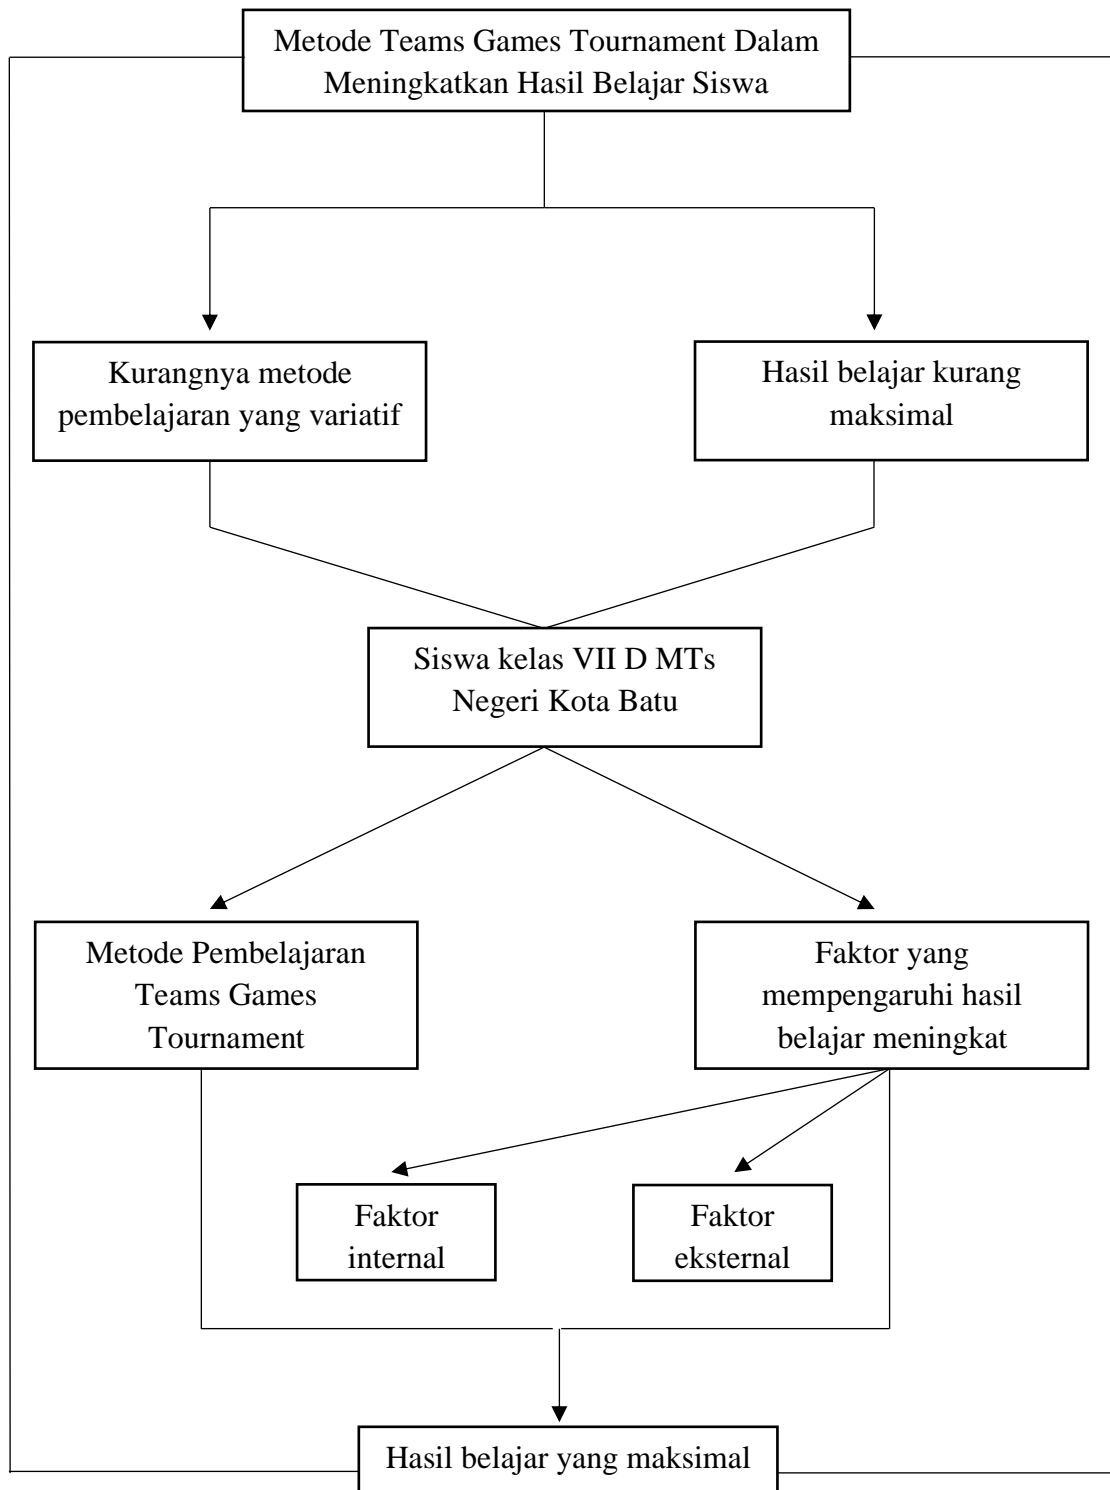 Metode Teams Games Tournament Dalam
Meningkatkan Hasil Belajar Siswa
Kurangnya metode
pembelajaran yang variatif
Hasil belajar kurang
maksimal
Siswa kelas VII D MTs
Negeri Kota Batu
Metode Pembelajaran
Teams Games
Tournament
Faktor yang
mempengaruhi hasil
belajar meningkat
Faktor
internal
Faktor
eksternal
Hasil belajar yang maksimal